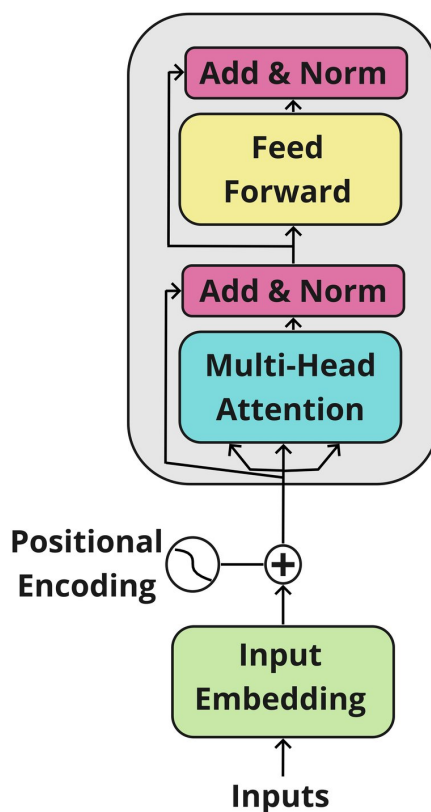 Add & Norm
Feed
Forward
Add & Norm
Multi-Head
Attention
Positional
Encoding
+
Input
Embedding
Inputs